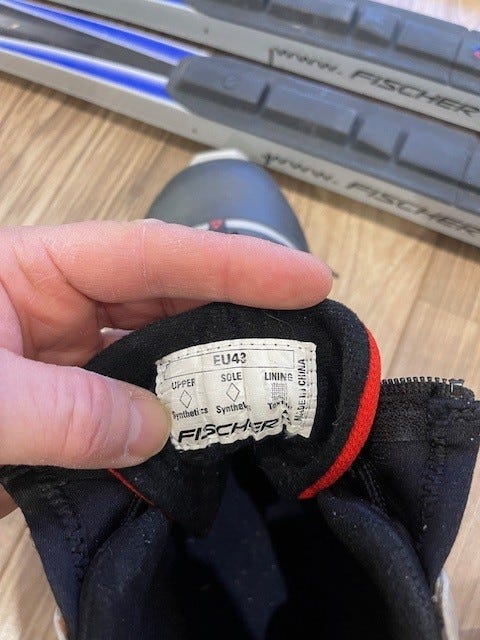 www.FISCHER
www.FISCHER
EU43
UPPER SOLE LINING
Synthetics
MADE IN CHINA
FISCHER